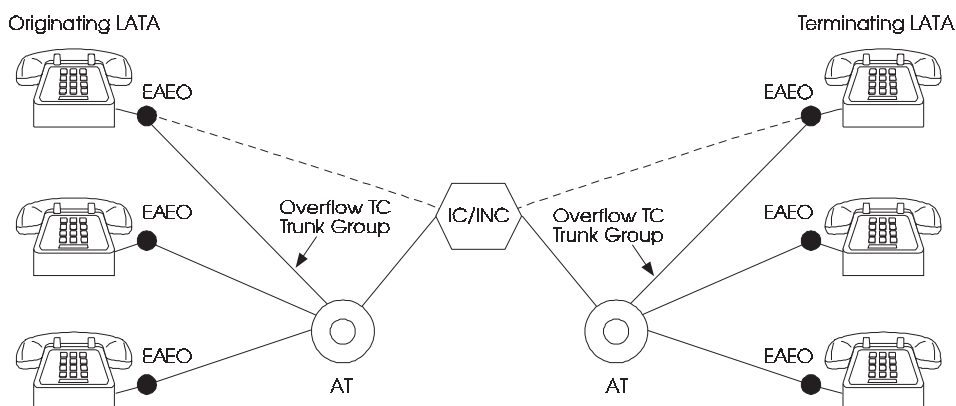 Originating LATA
Terminating LATA
EAEO
EAEO
EAEO
EAEO
Overflow TC
Trunk Group
IC/INC
Overflow TC
Trunk Group
EAEO
EAEO
EAEO
AT
AT